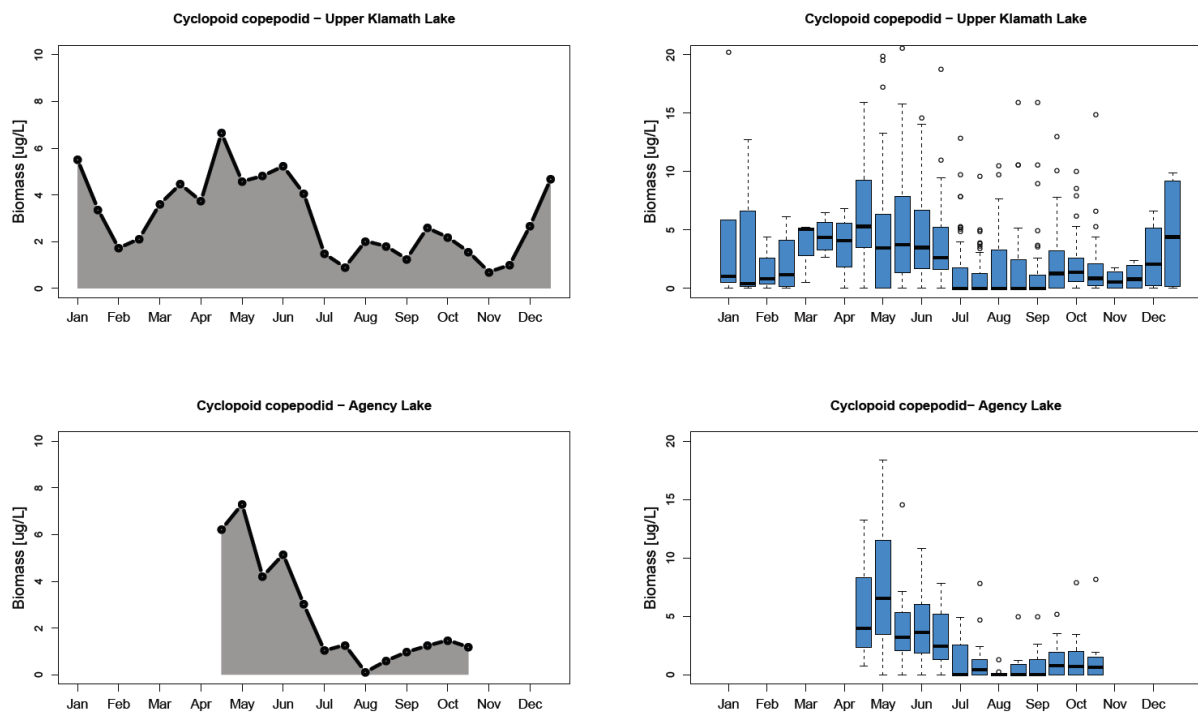 Cyclopoid copepodid − Upper Klamath Lake
Biomass [ug/L]
10
8
6
4
2
0
Jan Feb Mar Apr May Jun Jul Aug Sep Oct Nov Dec
Cyclopoid copepodid − Upper Klamath Lake
Biomass [ug/L]
20
15
10
5
0
Jan Feb Mar Apr May Jun Jul Aug Sep Oct Nov Dec
Cyclopoid copepodid − Agency Lake
Biomass [ug/L]
10
8
6
4
2
0
Jan Feb Mar Apr May Jun Jul Aug Sep Oct Nov Dec
Cyclopoid copepodid− Agency Lake
Biomass [ug/L]
20
15
10
5
0
Jan Feb Mar Apr May Jun Jul Aug Sep Oct Nov Dec